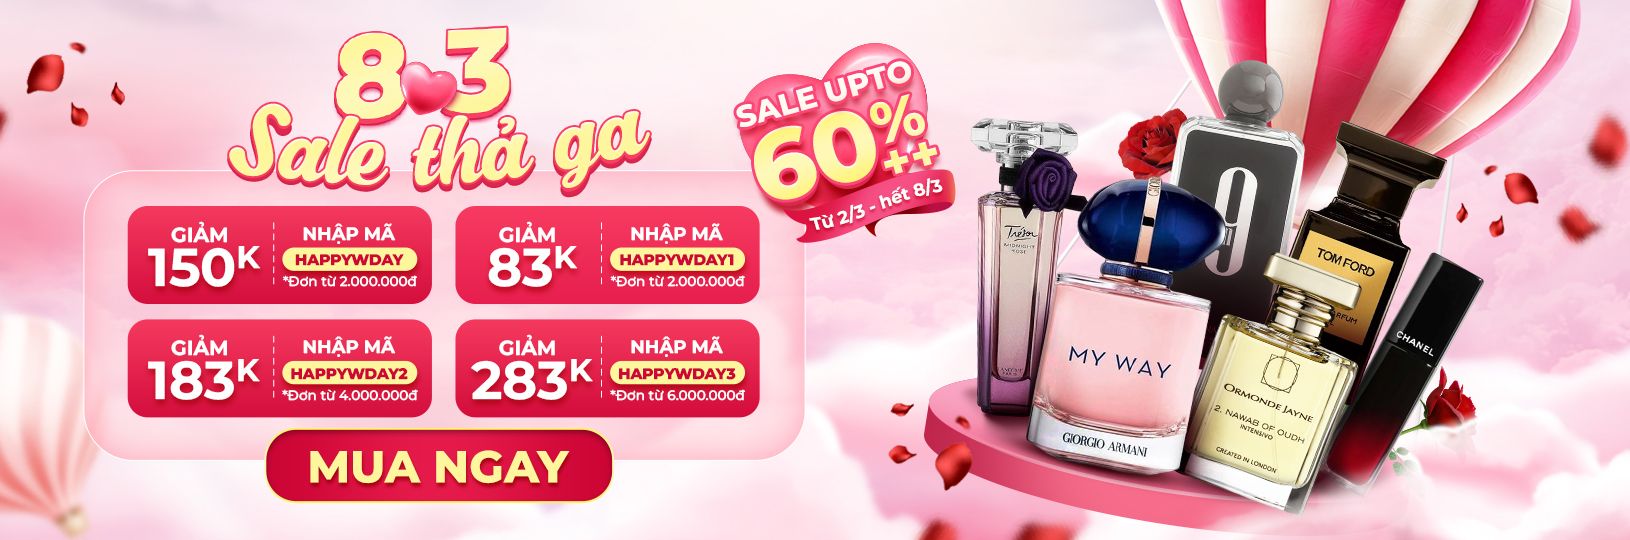 8 3
Sale thả ga
SALE UPTO
60%
++
Từ 2/3 - hết 8/3
GIẢM
150K
NHẬP MÃ
HAPPYWDAY
*Đơn từ 2.000.000đ
GIẢM
83K
NHẬP MÃ
HAPPYWDAY1
*Đơn từ 2.000.000đ
GIẢM
183K
NHẬP MÃ
HAPPYWDAY2
*Đơn từ 4.000.000đ
GIẢM
283K
NHẬP MÃ
HAPPYWDAY3
*Đơn từ 6.000.000đ
MUA NGAY
Trésor
MIDNIGHT
ROSE
LANCÔME
PARIS
GIORGIO
MY WAY
GIORGIO ARMANI
9
TOM FORD
ORMONDE JAYNE
2. NAWAB OF OUDH
INTENSIVO
CREATED IN LONDON
CHANEL